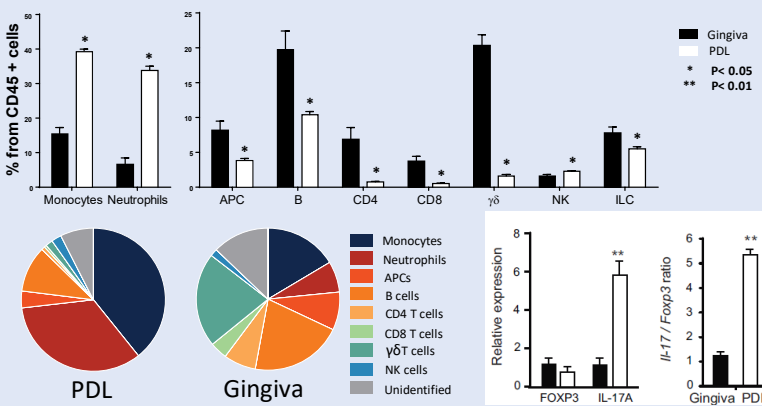 % from CD45 + cells
50
40
30
20
10
0
Monocytes Neutrophils
25
20
15
10
5
0
APC B CD4 CD8 γδ NK ILC
* * * * * * * * *
Gingiva
PDL
* P< 0.05
** P< 0.01
PDL
Gingiva
Monocytes
Neutrophils
APCs
B cells
CD4 T cells
CD8 T cells
γδT cells
NK cells
Unidentified
Relative expression
8
6
4
2
0
**
FOXP3 IL-17A
Il-17 / Foxp3 ratio
6
5
4
3
2
1
0
**
Gingiva PDL